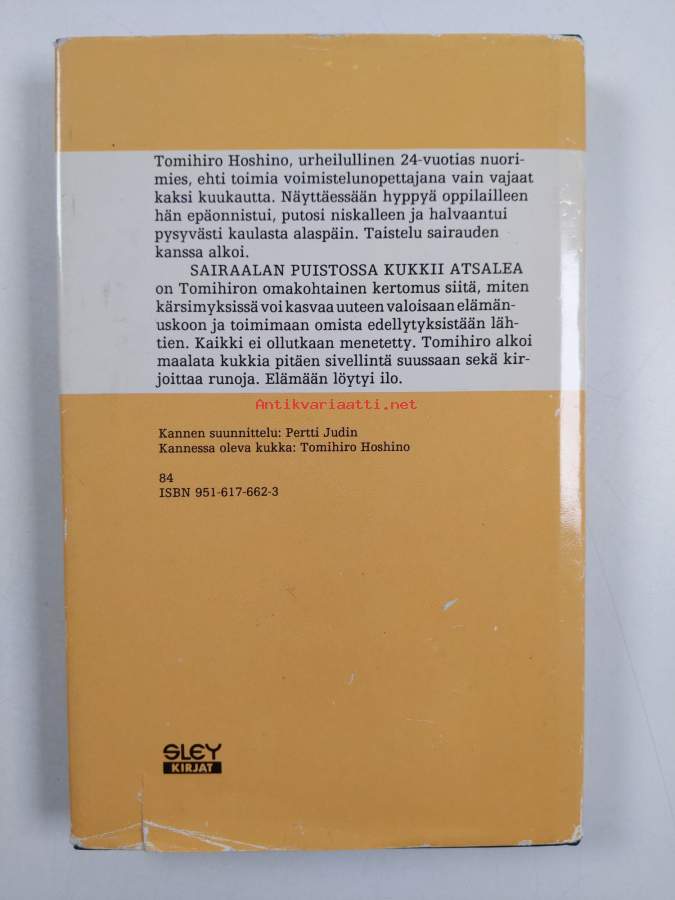 Tomihiro Hoshino, urheilullinen 24-vuotias nuori-
mies, ehti toimia voimistelunopettajana vain vajaat
kaksi kuukautta. Näyttäessään hyppyä oppilailleen
hän epäonnistui, putosi niskalleen ja halvaantui
pysyvästi kaulasta alaspäin. Taistelu sairauden
kanssa alkoi.
SAIRAALAN PUISTOSSA KUKKII ATSALEA
on Tomihiron omakohtainen kertomus siitä, miten
kärsimyksissä voi kasvaa uuteen valoisaan elämän-
uskoon ja toimimaan omista edellytyksistään läh-
tien. Kaikki ei ollutkaan menetetty. Tomihiro alkoi
maalata kukkia pitäen sivellintä suussaan sekä kir-
joittaa runoja. Elämään löytyi ilo.
Antikvariaatti.net
Kannen suunnittelu: Pertti Judin
Kannessa oleva kukka: Tomihiro Hoshino
84
ISBN 951-617-662-3
SLEY
KIRJAT